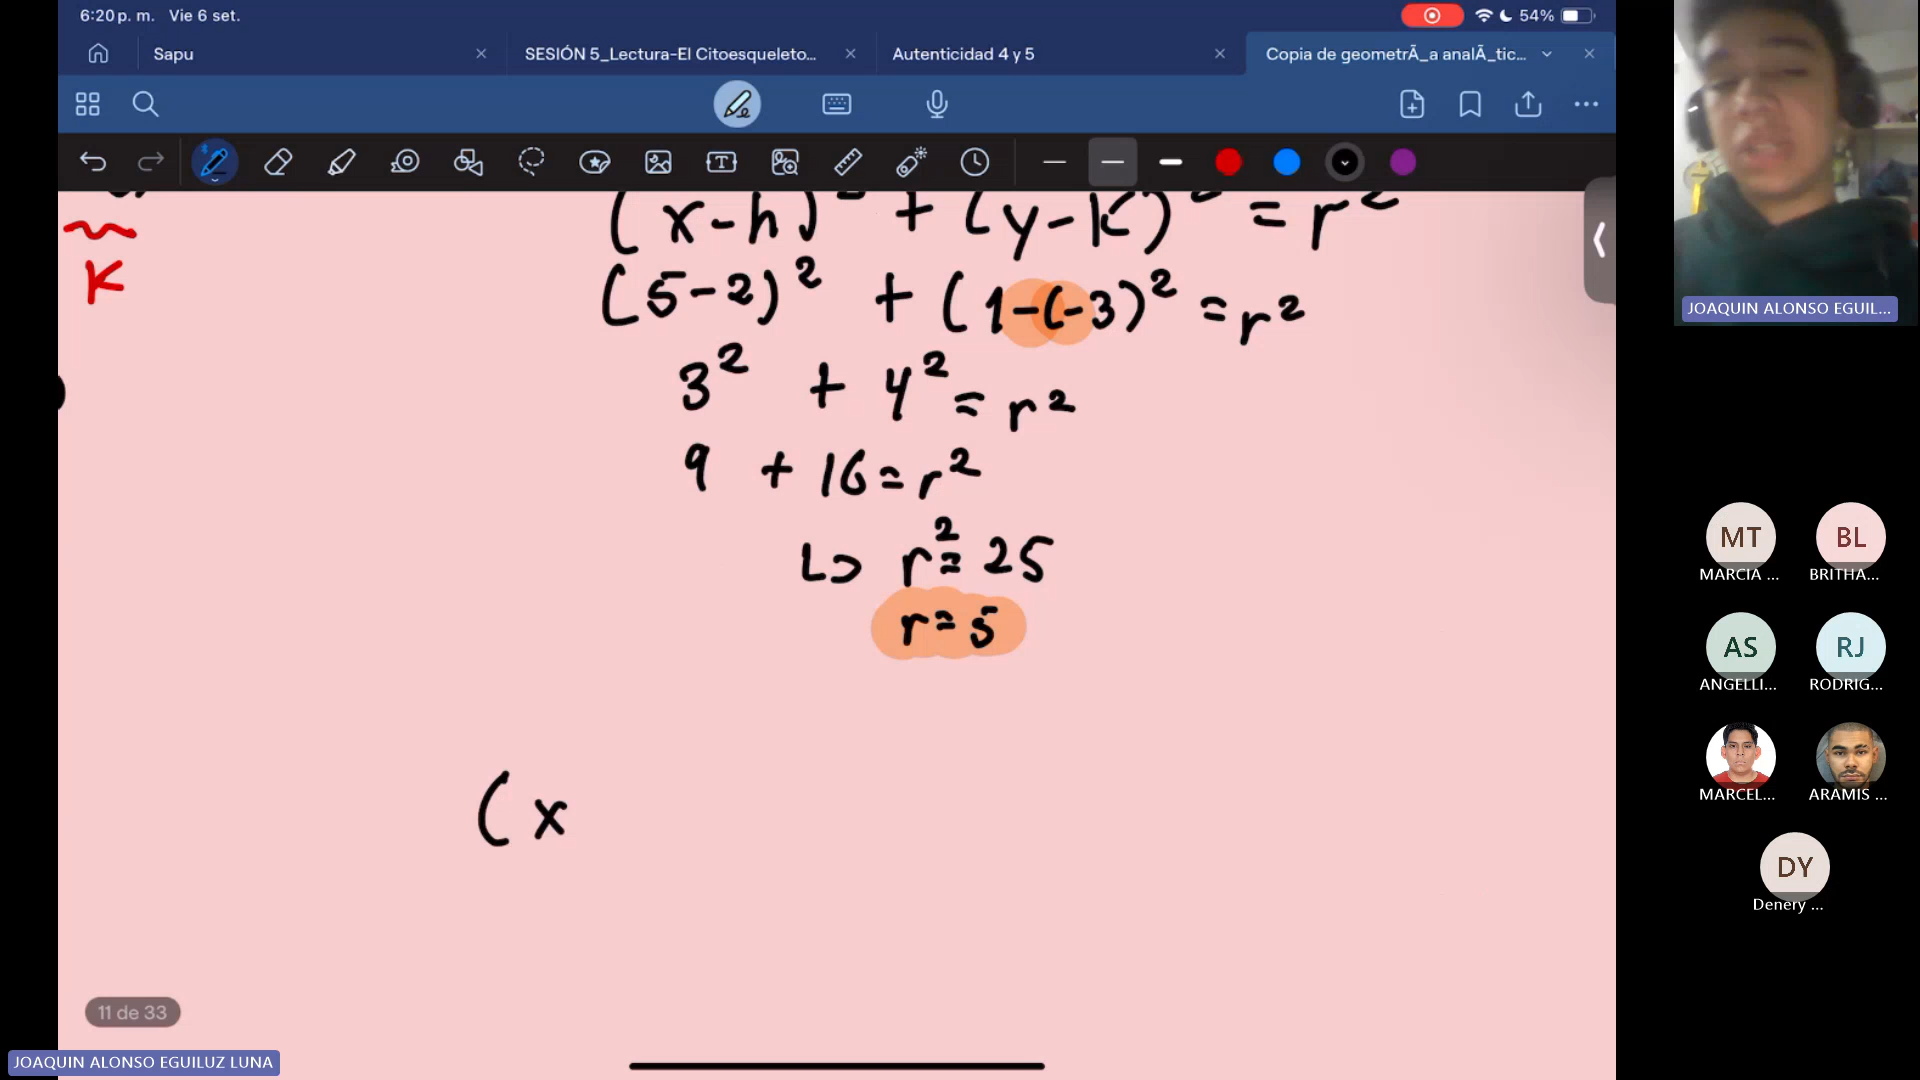 6:20 p. m. Vie 6 set.
54%
Sapu
SESIÓN 5_Lectura-El Citoesqueleto...
Autenticidad 4 y 5
Copia de geometrÃ_a analÃ_tic...
K
(x-h)² + (y-K)² = r²
(5-2)² + (1-(-3)² = r²
3² + 4² = r²
9 + 16 = r²
↳ r² = 25
r = 5
(x
11 de 33
JOAQUIN ALONSO EGUILUZ LUNA
JOAQUIN ALONSO EGUIL...
MT
MARCIA ...
BL
BRITHA...
AS
ANGELLI...
RJ
RODRIG...
MARCEL...
ARAMIS ...
DY
Denery ...